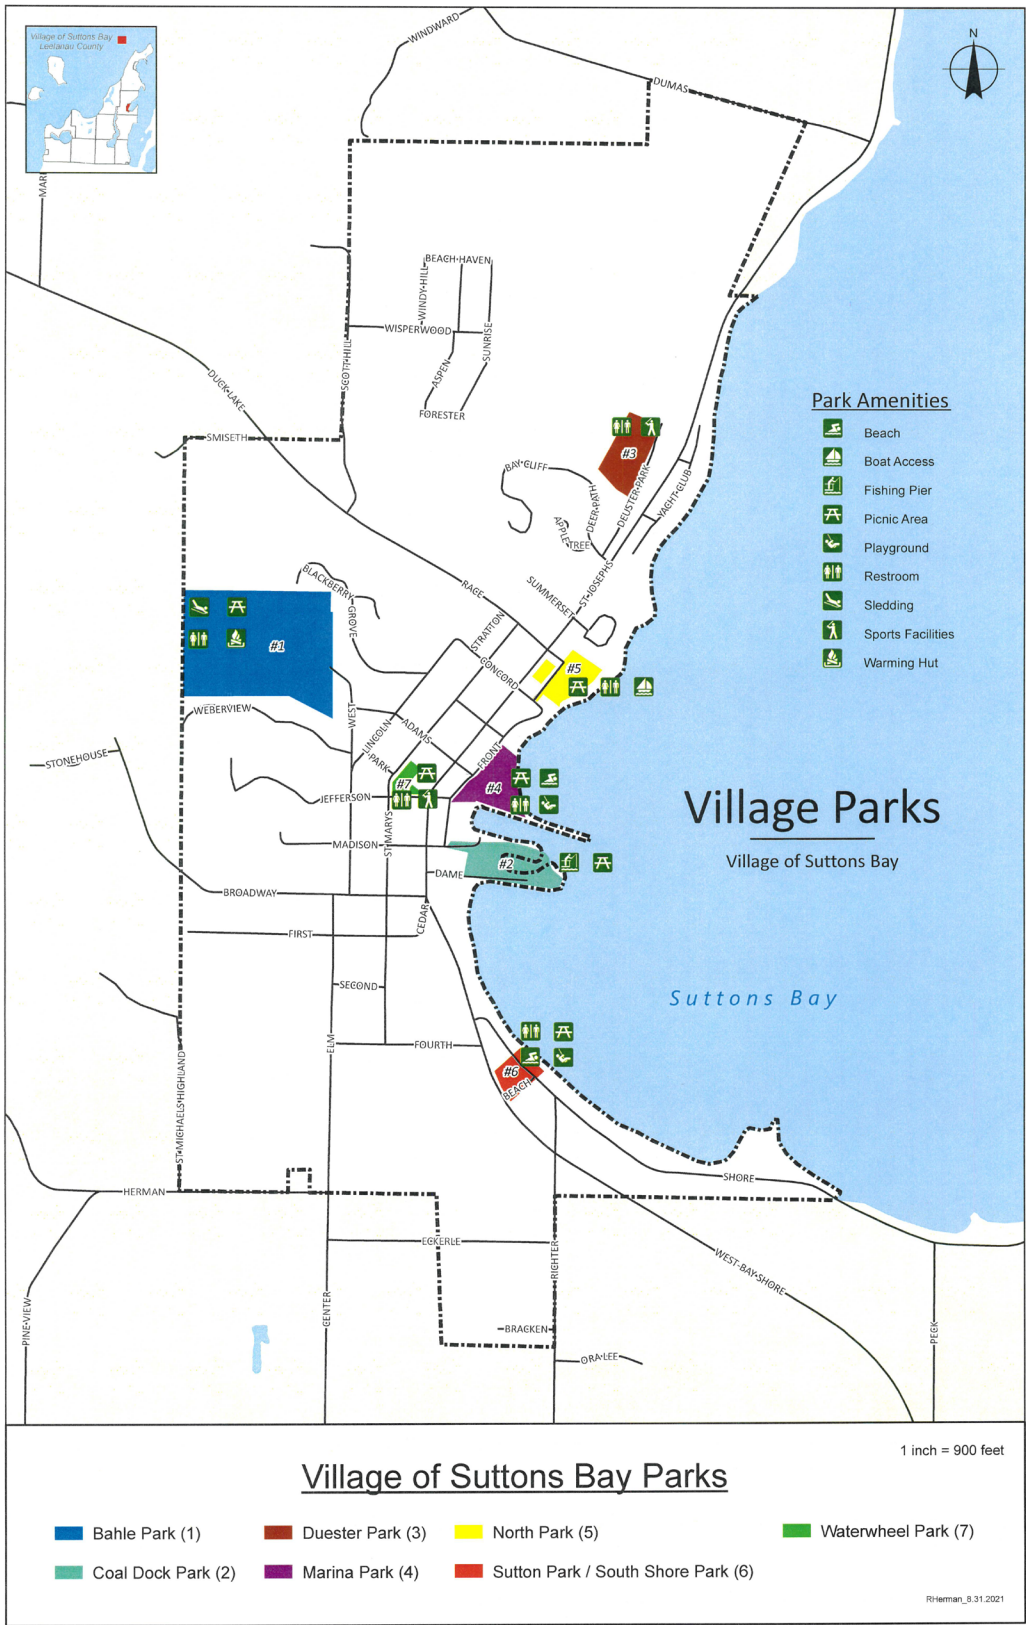 Village of Suttons Bay
Leelanau County
N
WINDWARD
DUMAS
MARI
BEACH HAVEN
WINDY HILL
WISPERWOOD
SUNRISE
ASPEN
FORESTER
SCOTT HILL
DUCK LAKE
SMISETH
#3
BAY CLIFF
DEER PATH
APPLE TREE
DEUSTER PARK
YACHT CLUB
ST JOSEPHS
SUMMERSET
RACE
STRATTON
CONCORD
BLACKBERRY
GROVE
#1
#5
WEBERVIEW
WEST
LINCOLN
ADAMS
PARK
FRONT
STONEHOUSE
#7
#4
JEFFERSON
ST MARYS
MADISON
#2
DAME
BROADWAY
CEDAR
FIRST
SECOND
ELM
FOURTH
#6
BEACH
ST MICHAELS HIGHLAND
HERMAN
SHORE
ECKERLE
RICHTER
WEST BAY SHORE
CENTER
PINE VIEW
BRACKEN
ORA LEE
PECK
Park Amenities
Beach
Boat Access
Fishing Pier
Picnic Area
Playground
Restroom
Sledding
Sports Facilities
Warming Hut
Village Parks
Village of Suttons Bay
Suttons Bay
1 inch = 900 feet
Village of Suttons Bay Parks
Bahle Park (1)
Duester Park (3)
North Park (5)
Waterwheel Park (7)
Coal Dock Park (2)
Marina Park (4)
Sutton Park / South Shore Park (6)
RHerman_8.31.2021